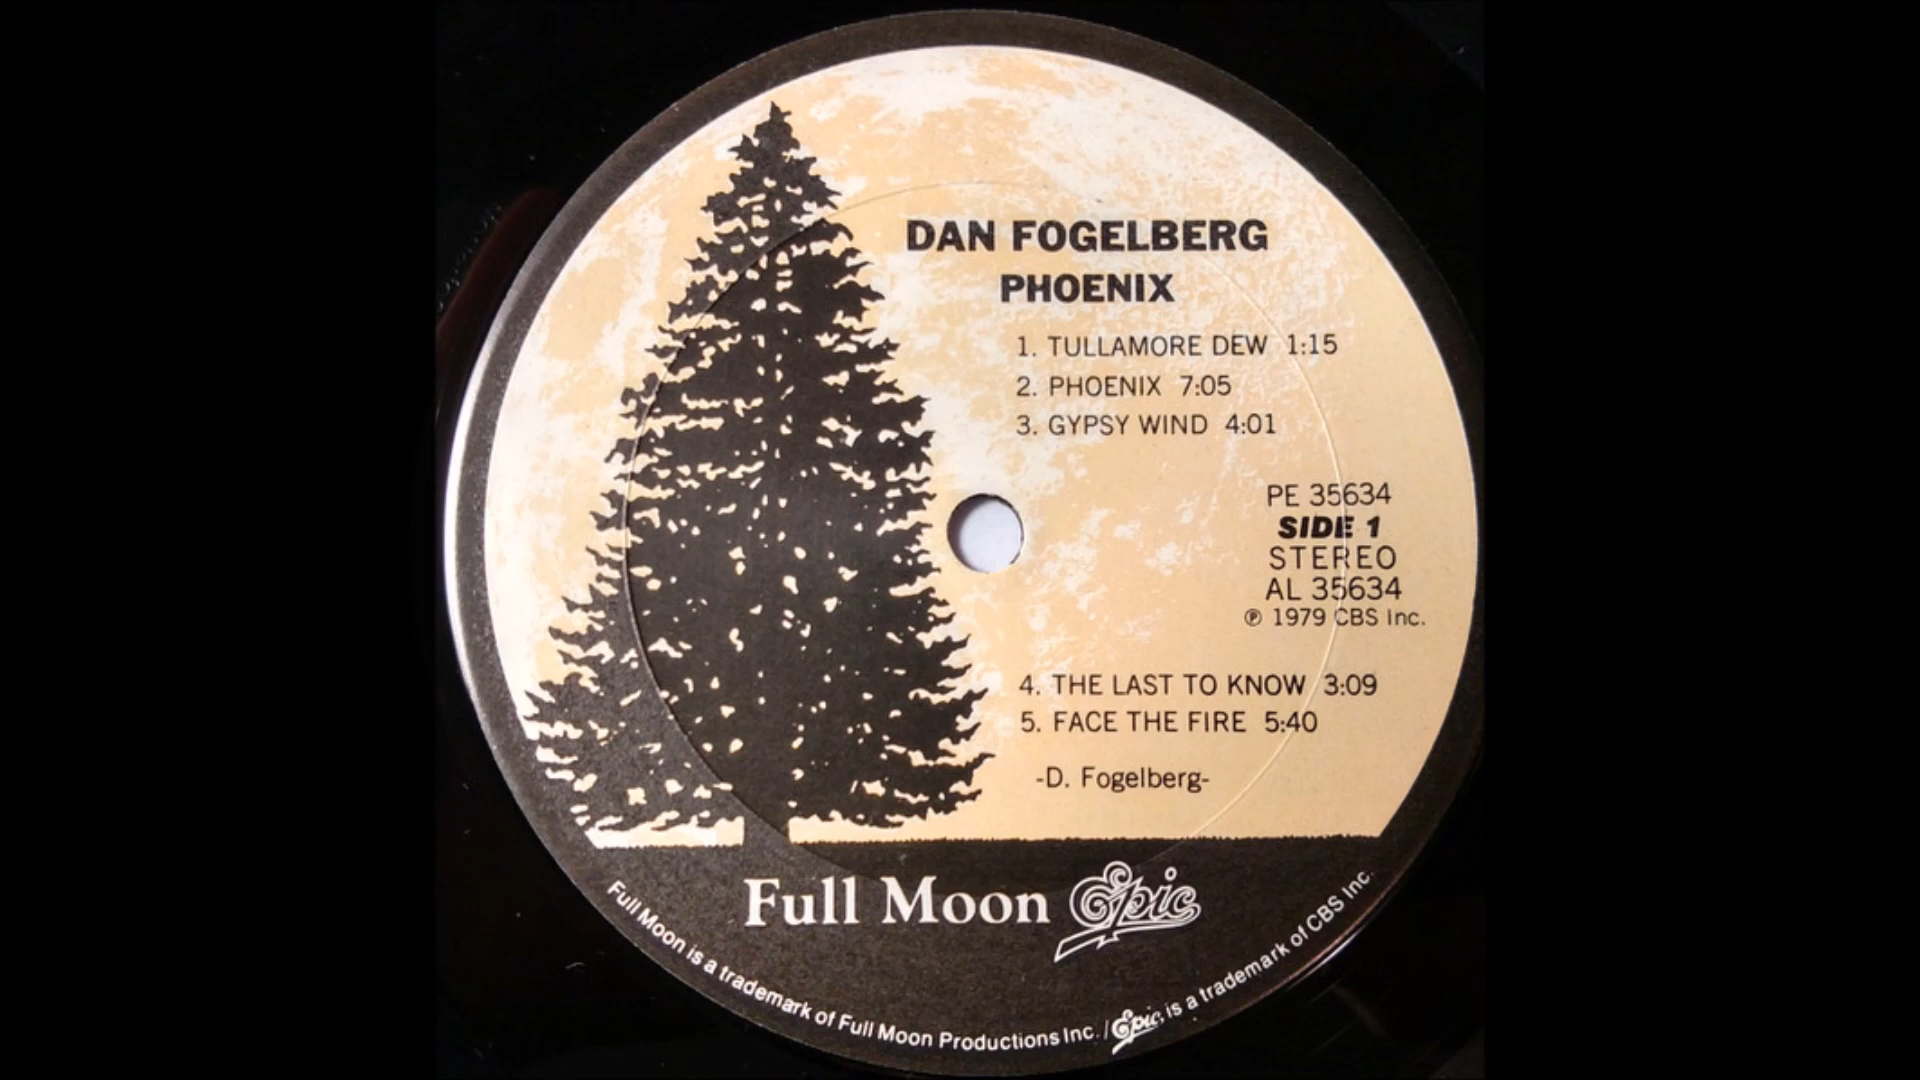 DAN FOGELBERG
PHOENIX
1. TULLAMORE DEW 1:15
2. PHOENIX 7:05
3. GYPSY WIND 4:01
PE 35634
SIDE 1
STEREO
AL 35634
℗ 1979 CBS Inc.
4. THE LAST TO KNOW 3:09
5. FACE THE FIRE 5:40
-D. Fogelberg-
Full Moon Epic
Full Moon is a trademark of Full Moon Productions Inc. / Epic, is a trademark of CBS Inc.